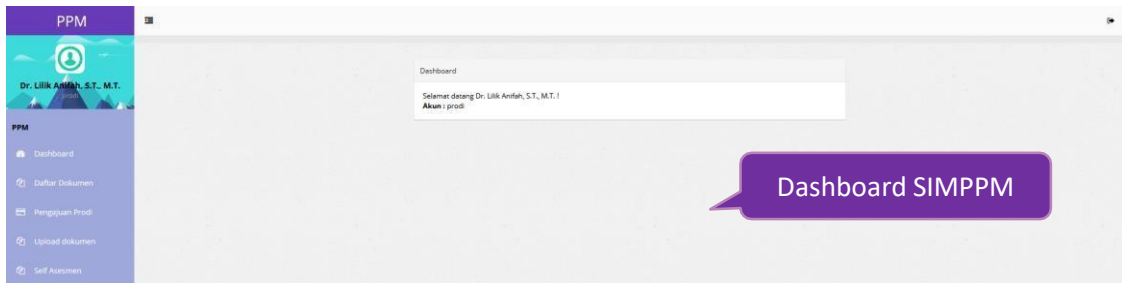 PPM
Dr. Lilik Anifah, S.T., M.T.
prodi
PPM
Dashboard
Daftar Dokumen
Pengajuan Prodi
Upload dokumen
Self Asesmen
Dashboard
Selamat datang Dr. Lilik Anifah, S.T., M.T. !
Akun : prodi
Dashboard SIMPPM